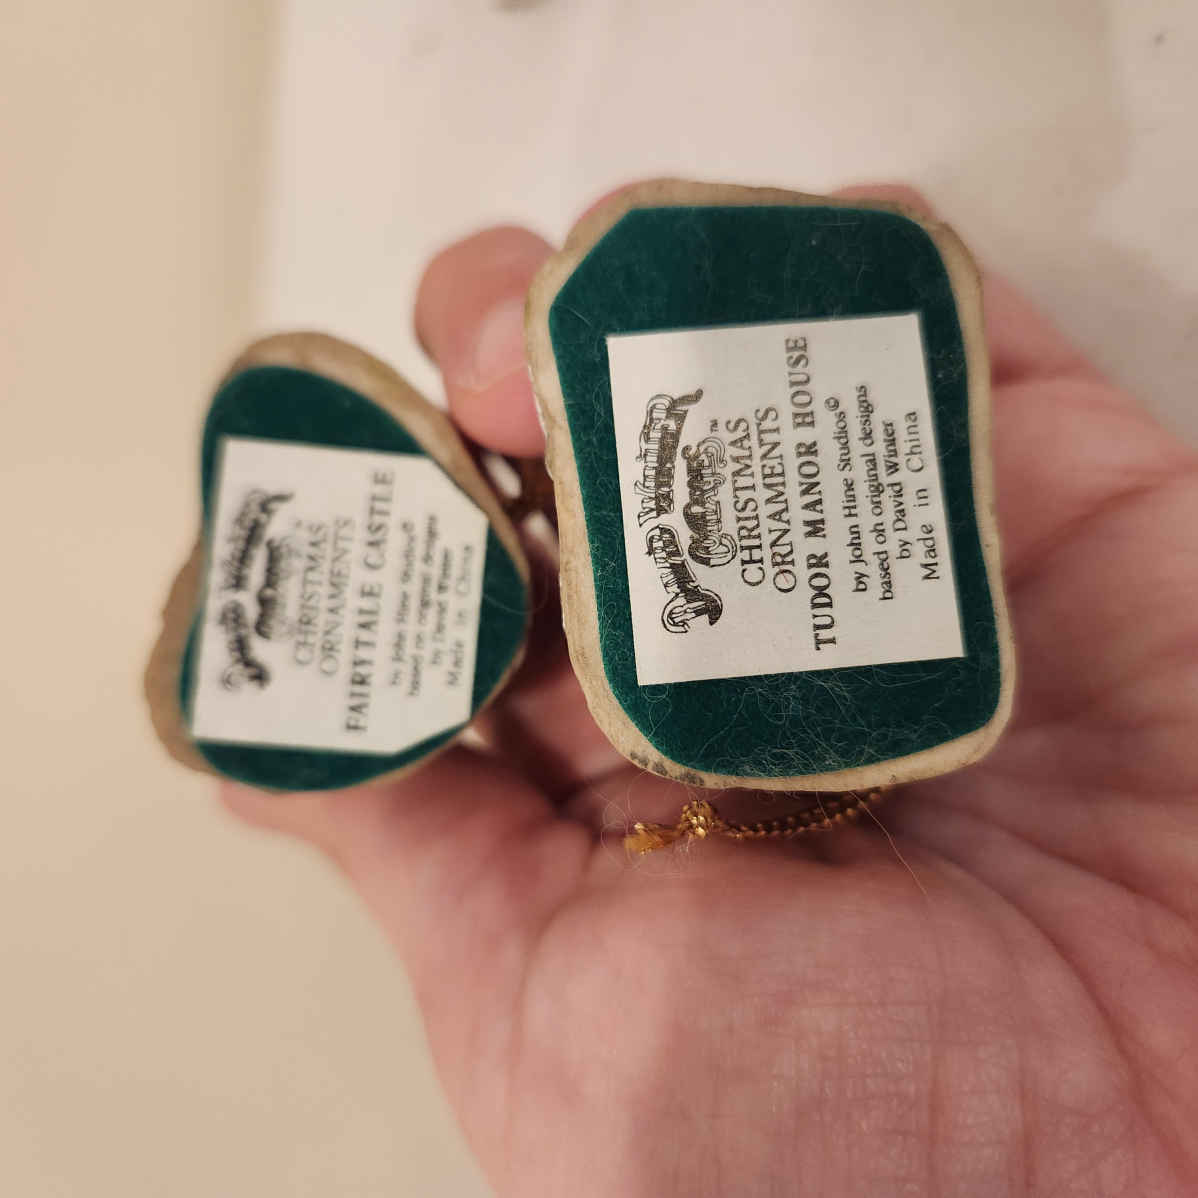 DAVID WINTER
COTTAGES
CHRISTMAS
ORNAMENTS
FAIRYTALE CASTLE
by John Hine Studios©
based on original designs
by David Winter
Made in China
DAVID WINTER
COTTAGES™
CHRISTMAS
ORNAMENTS
TUDOR MANOR HOUSE
by John Hine Studios©
based oh original designs
by David Winter
Made in China